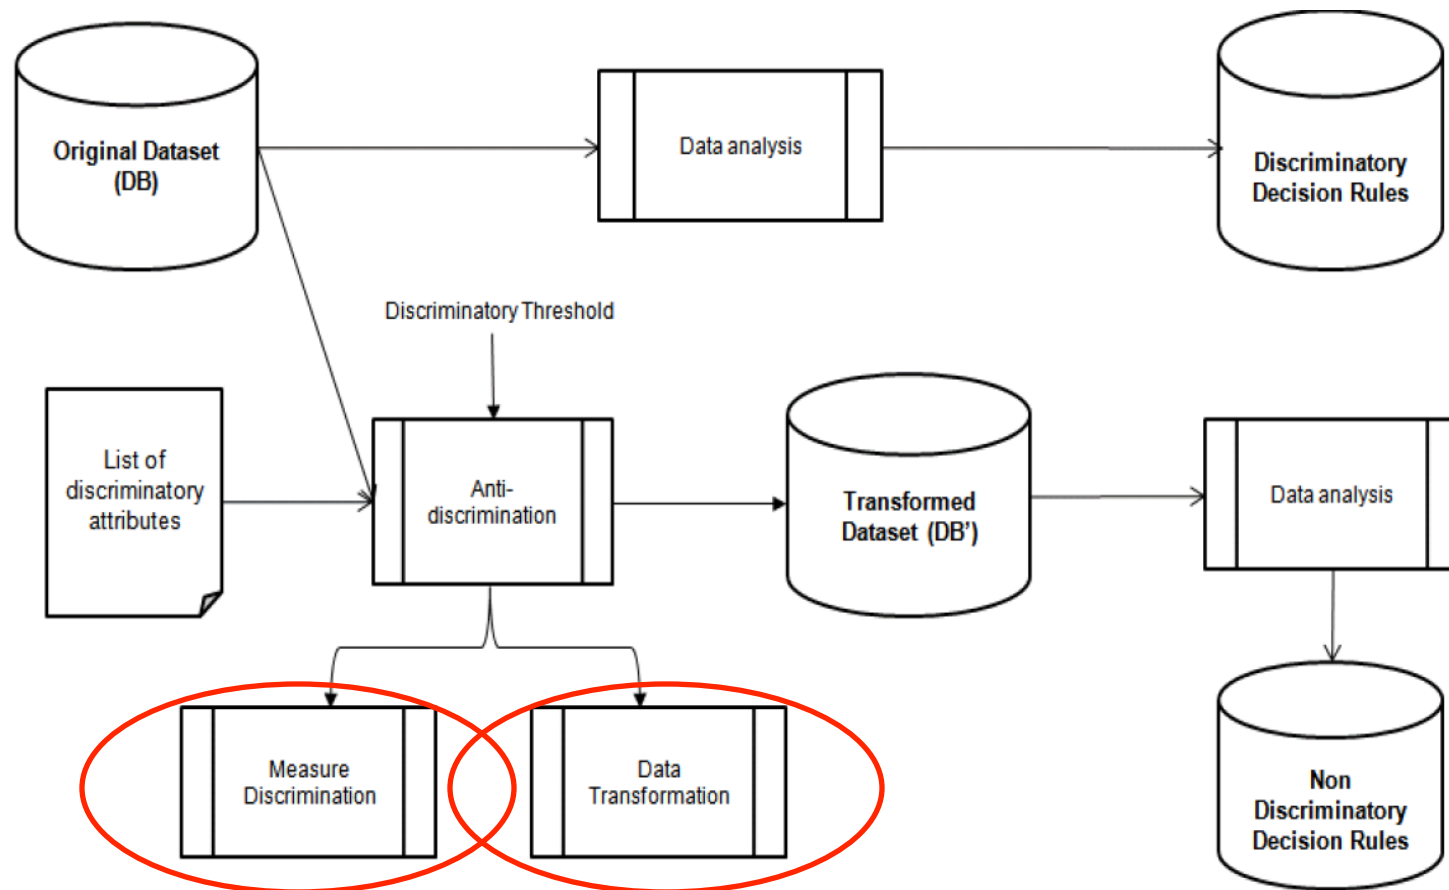 Original Dataset
(DB)
Data analysis
Discriminatory
Decision Rules
Discriminatory Threshold
List of
discriminatory
attributes
Anti-
discrimination
Transformed
Dataset (DB’)
Data analysis
Measure
Discrimination
Data
Transformation
Non
Discriminatory
Decision Rules